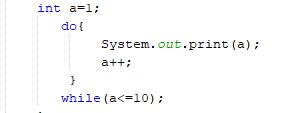 int a=1;
do{
System.out.print(a);
a++;
}
while(a<=10);